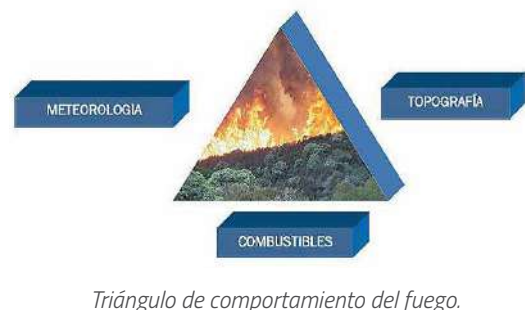 METEOROLOGIA
TOPOGRAFÍA
COMBUSTIBLES
Triángulo de comportamiento del fuego.